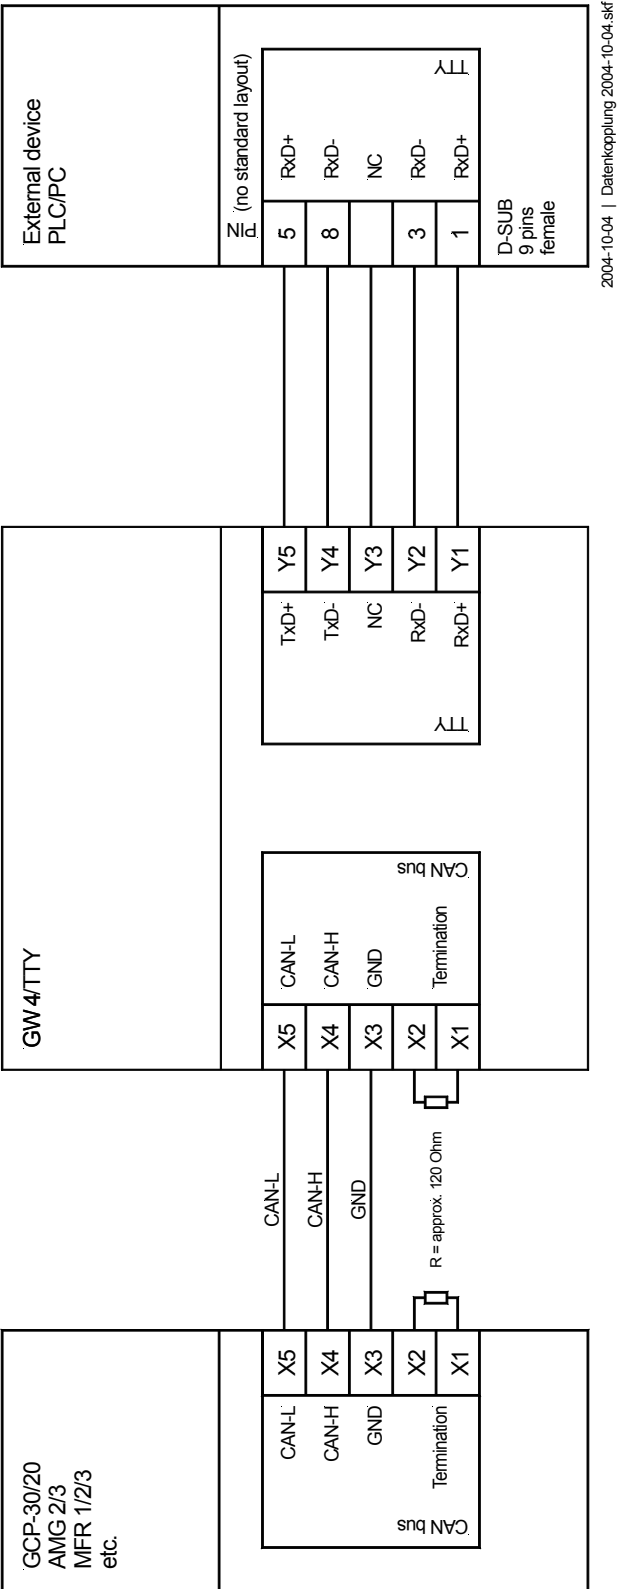 External device
PLC/PC
PIN
(no standard layout)
TTY
5
RxD+
8
RxD-
NC
3
RxD-
1
RxD+
D-SUB
9 pins
female
2004-10-04 | Datenkopplung 2004-10-04.skf
GW 4/TTY
Y5
TxD+
Y4
TxD-
Y3
NC
Y2
RxD-
Y1
RxD+
TTY
CAN bus
CAN-L
X5
CAN-H
X4
GND
X3
Termination
X2
X1
CAN-L
CAN-H
GND
R = approx. 120 Ohm
GCP-30/20
AMG 2/3
MFR 1/2/3
etc.
X5
CAN-L
X4
CAN-H
X3
GND
X2
X1
Termination
CAN bus